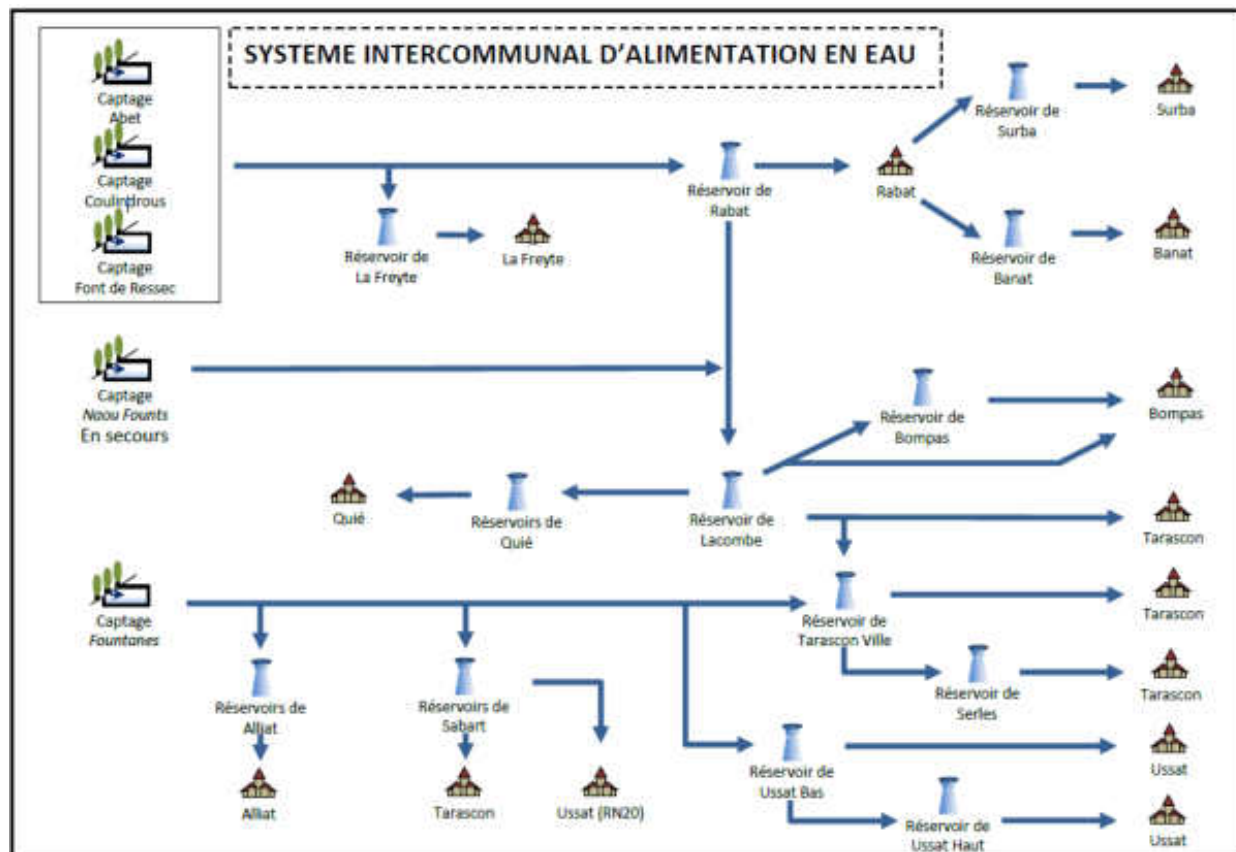 SYSTEME INTERCOMMUNAL D'ALIMENTATION EN EAU
Captage
Abet
Captage
Coulindrous
Captage
Font de Ressec
Réservoir de
Surba
Surba
Réservoir de
Rabat
Rabat
Réservoir de
La Freyte
La Freyte
Réservoir de
Banat
Banat
Captage
Naou Founts
En secours
Réservoir de
Bompas
Bompas
Quié
Réservoirs de
Quié
Réservoir de
Lacombe
Tarascon
Captage
Fountanes
Réservoir de
Tarascon Ville
Tarascon
Réservoirs de
Alliat
Réservoirs de
Sabart
Réservoir de
Serles
Tarascon
Réservoir de
Ussat Bas
Ussat
Alliat
Tarascon
Ussat (RN20)
Réservoir de
Ussat Haut
Ussat